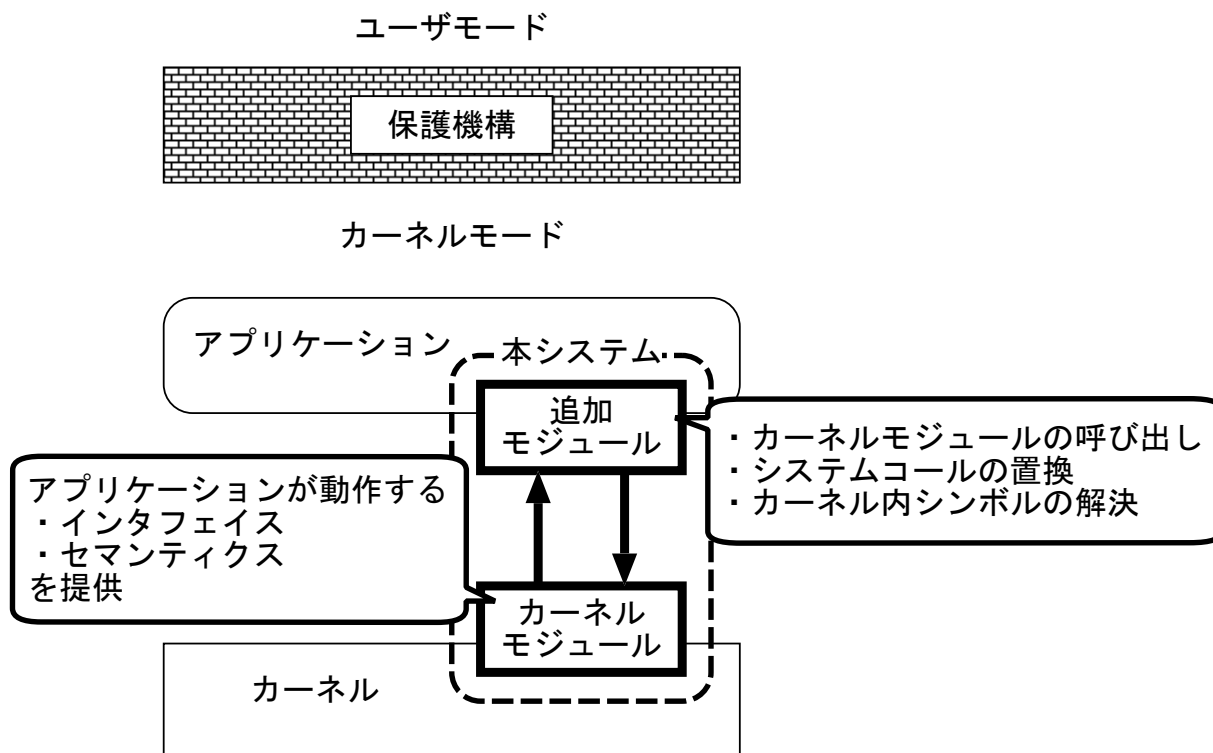 ユーザモード
保護機構
カーネルモード
アプリケーション
本システム
追加
モジュール
・カーネルモジュールの呼び出し
・システムコールの置換
・カーネル内シンボルの解決
アプリケーションが動作する
・インタフェイス
・セマンティクス
を提供
カーネル
モジュール
カーネル